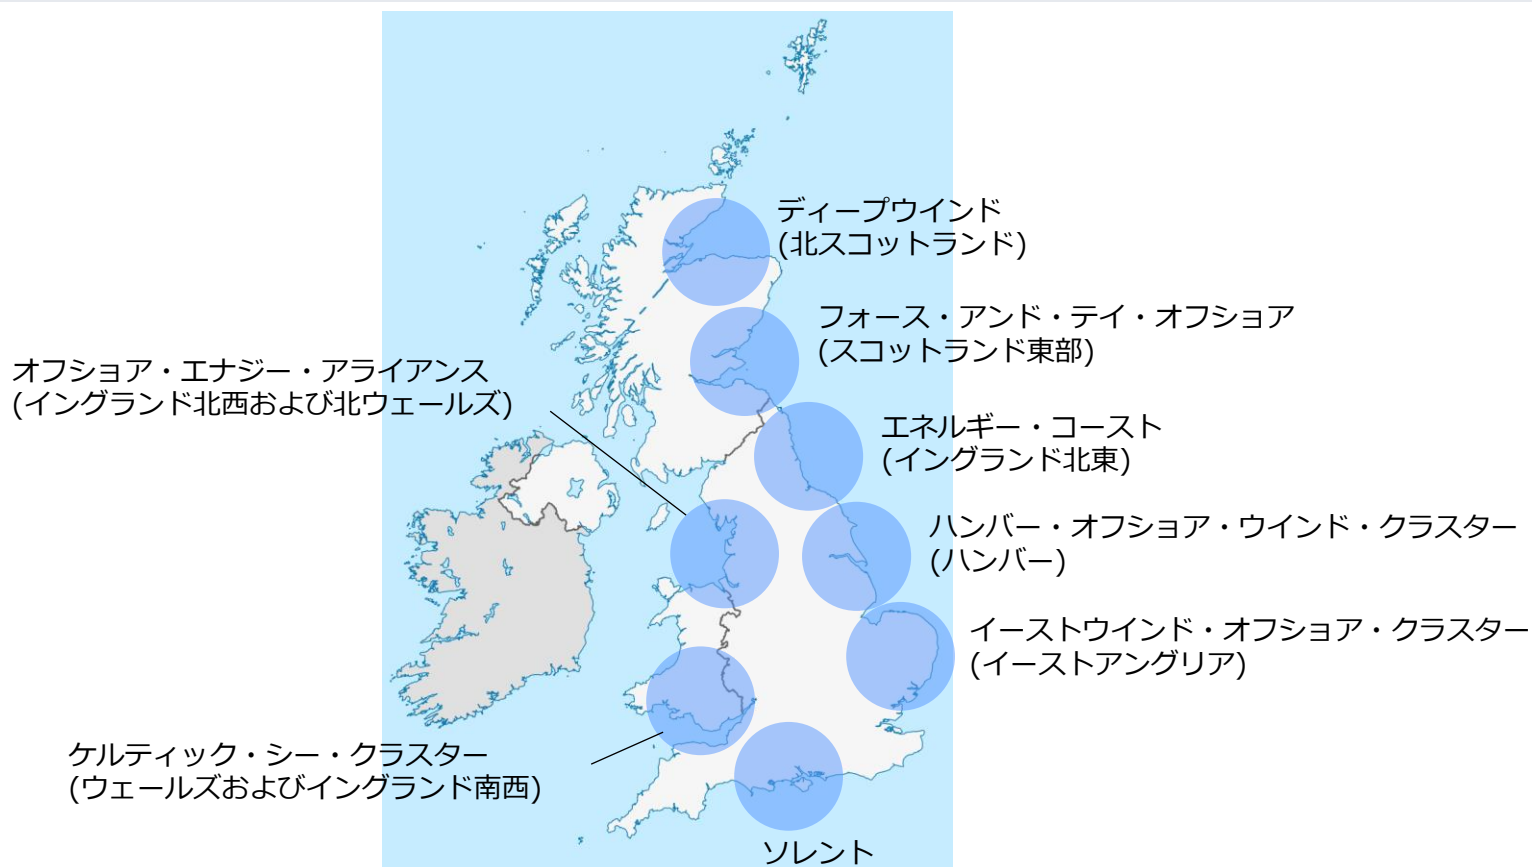 ディープウインド
(北スコットランド)
フォース・アンド・テイ・オフショア
(スコットランド東部)
オフショア・エナジー・アライアンス
(イングランド北西および北ウェールズ)
エネルギー・コースト
(イングランド北東)
ハンバー・オフショア・ウインド・クラスター
(ハンバー)
イーストウインド・オフショア・クラスター
(イーストアングリア)
ケルティック・シー・クラスター
(ウェールズおよびイングランド南西)
ソレント